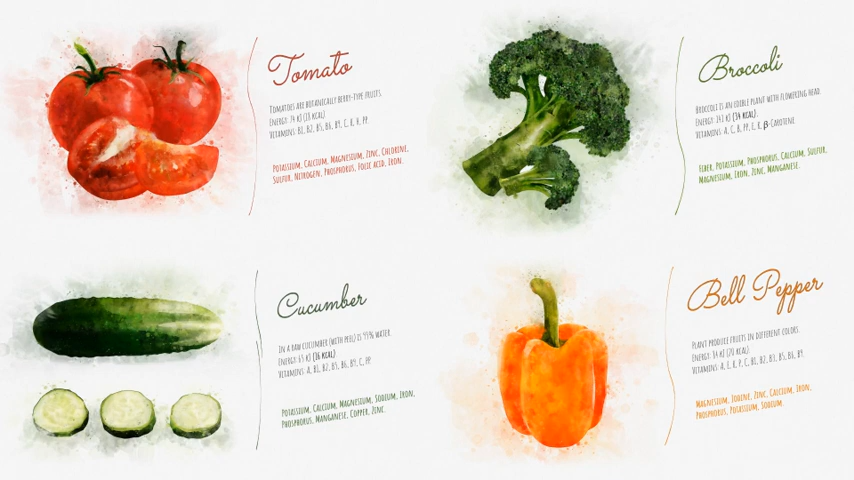 Tomato
Tomatoes are botanically berry-type fruits.
Energy: 74 kJ (18 kcal)
Vitamins: B1, B2, B5, B6, B9, C, E, K, PP.
Potassium, Calcium, Magnesium, Zinc, Chlorine,
Sulfur, Nitrogen, Phosphorus, Folic acid, Iron.
Broccoli
Broccoli is an edible plant with flowering head.
Energy: 141 kJ (34 kcal).
Vitamins: A, C, B, PP, E, K, β-Carotene.
Fiber, Potassium, Phosphorus, Calcium, Sulfur,
Magnesium, Iron, Zinc, Manganese.
Cucumber
In a raw cucumber (with peel) is 95% water.
Energy: 65 kJ (16 kcal).
Vitamins: A, B1, B2, B5, B6, B9, C, PP.
Potassium, Calcium, Magnesium, Sodium, Iron,
Phosphorus, Manganese, Copper, Zinc.
Bell Pepper
Plant produce fruits in different colors.
Energy: 84 kJ (20 kcal).
Vitamins: A, E, K, P, C, B1, B2, B3, B5, B6, B9.
Magnesium, Iodine, Zinc, Calcium, Iron,
Phosphorus, Potassium, Sodium.